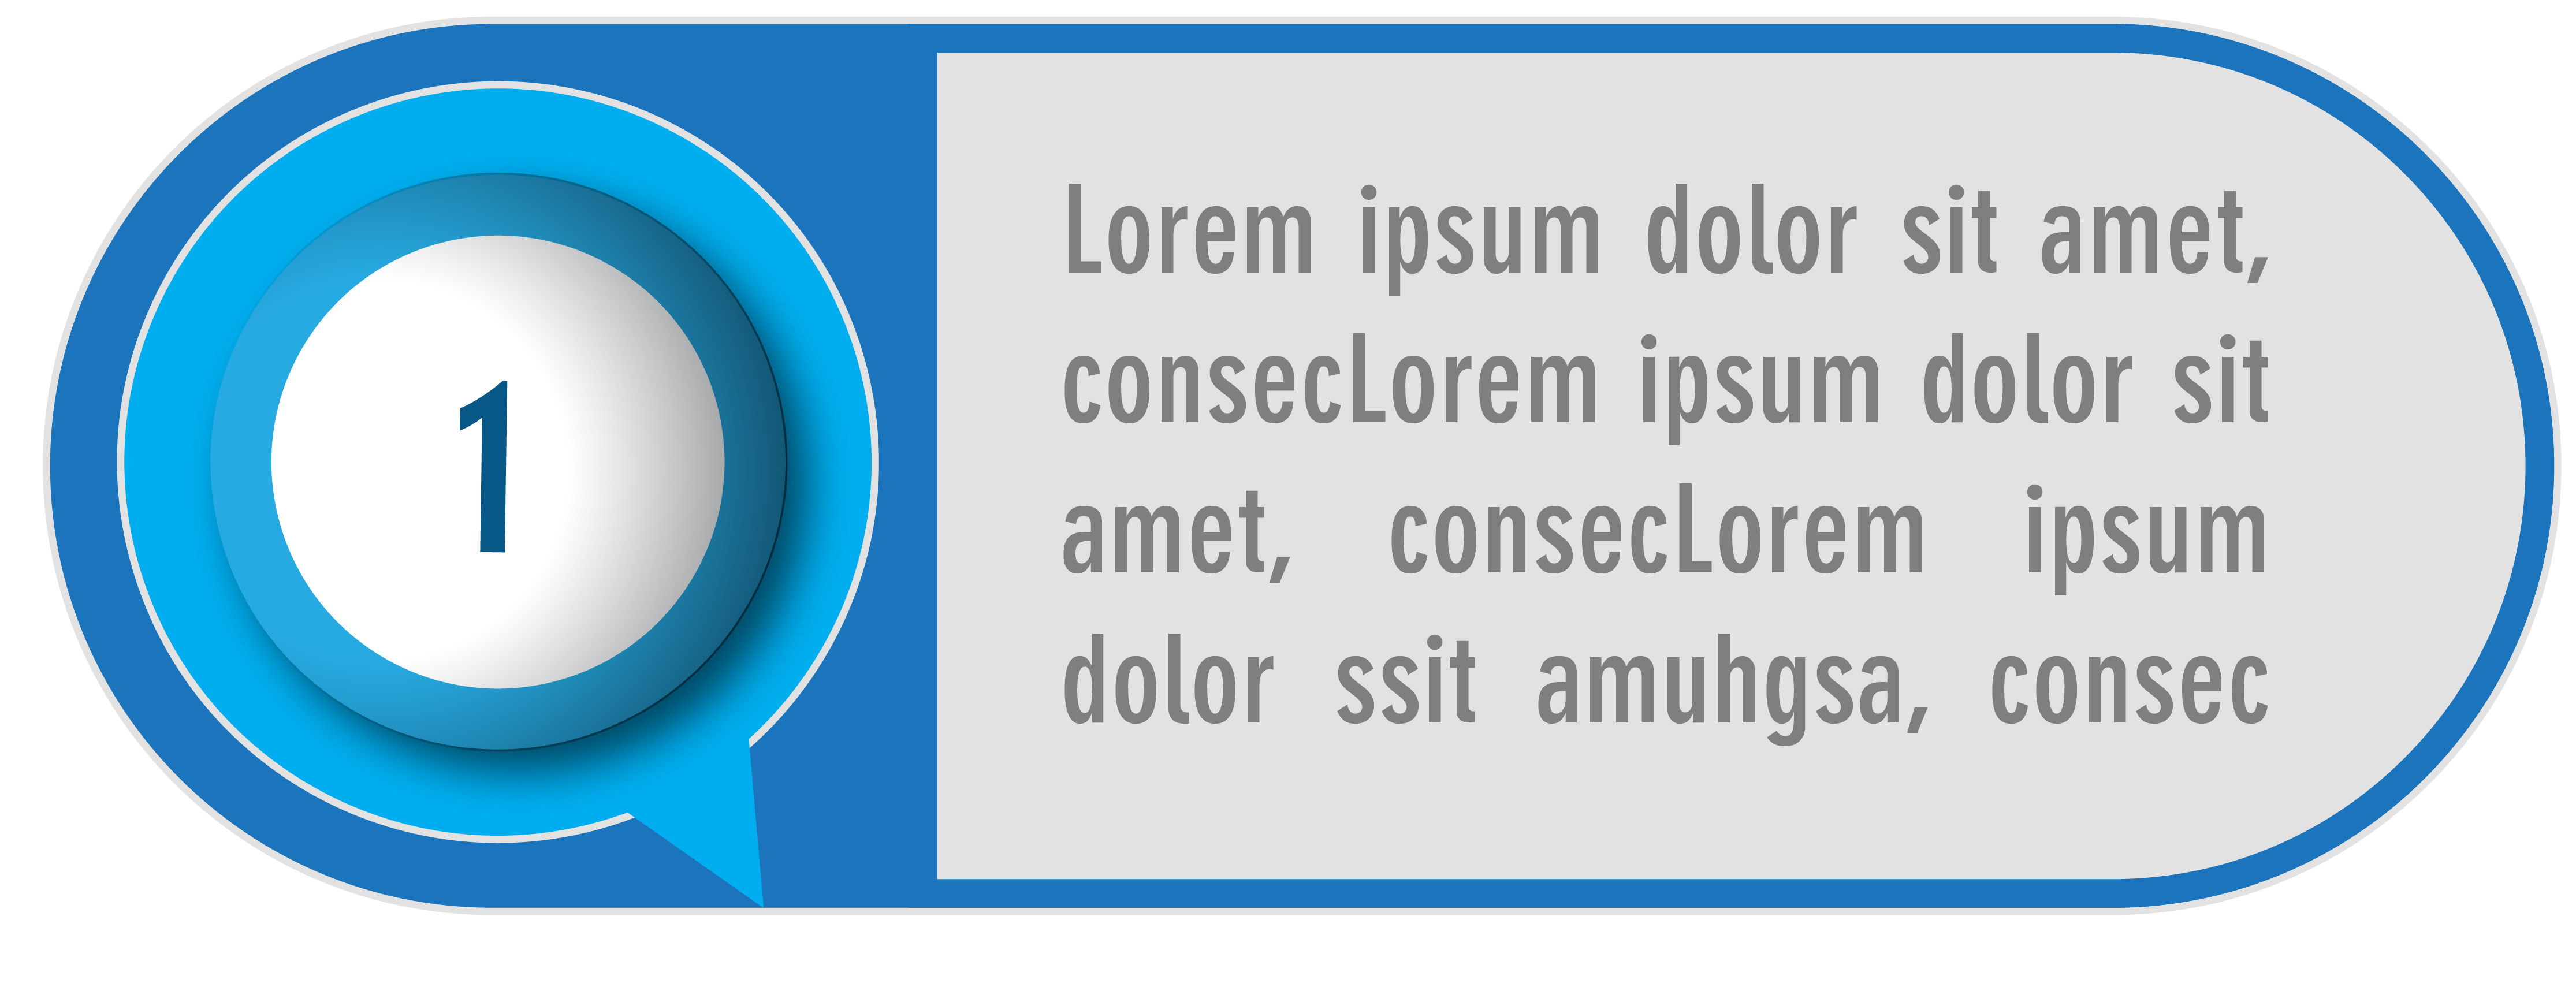 1
Lorem ipsum dolor sit amet,
consecLorem ipsum dolor sit
amet, consecLorem ipsum
dolor ssit amuhgsa, consec